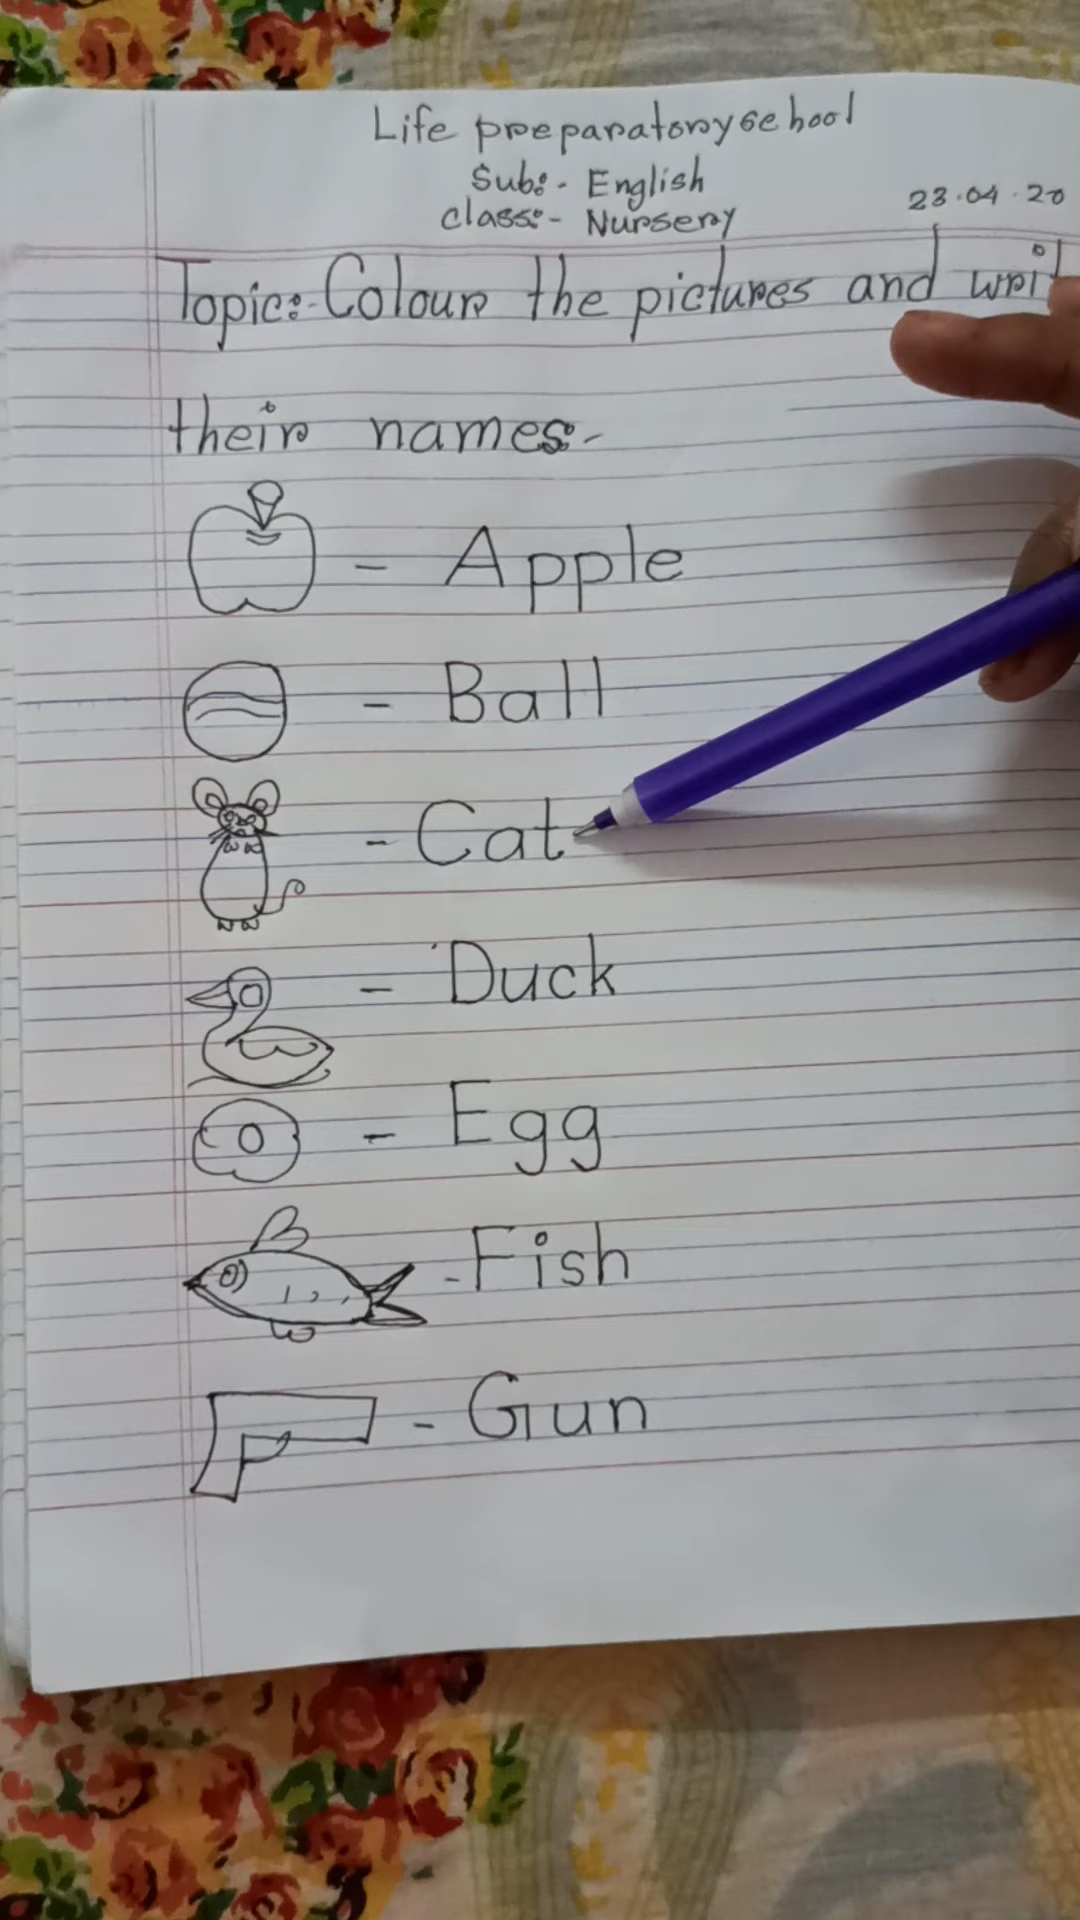 Life preparatory school
Sub:- English
class:- Nursery
23.04.20
Topic:- Colour the pictures and writ
their names:-
- Apple
- Ball
- Cat
- Duck
- Egg
- Fish
- Gun